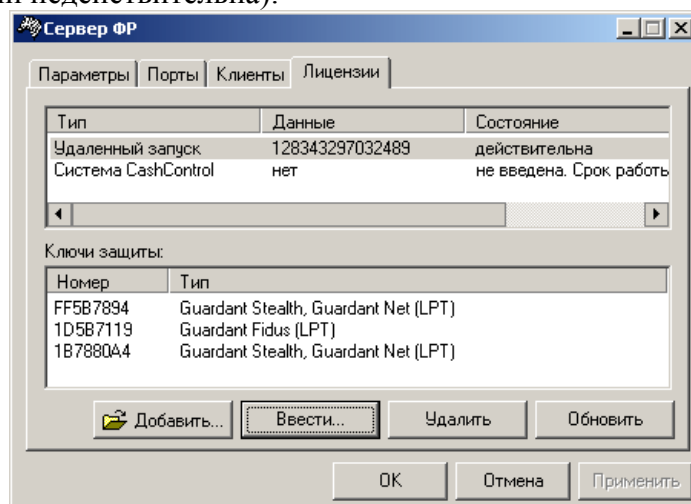 недействительна).
Сервер ФР
Параметры Порты Клиенты Лицензии
Тип Данные Состояние
Удаленный запуск 128343297032489 действительна
Система CashControl нет не введена. Срок работь
Ключи защиты:
Номер Тип
FF5B7894 Guardant Stealth, Guardant Net (LPT)
1D5B7119 Guardant Fidus (LPT)
1B7880A4 Guardant Stealth, Guardant Net (LPT)
Добавить... Ввести... Удалить Обновить
OK Отмена Применить